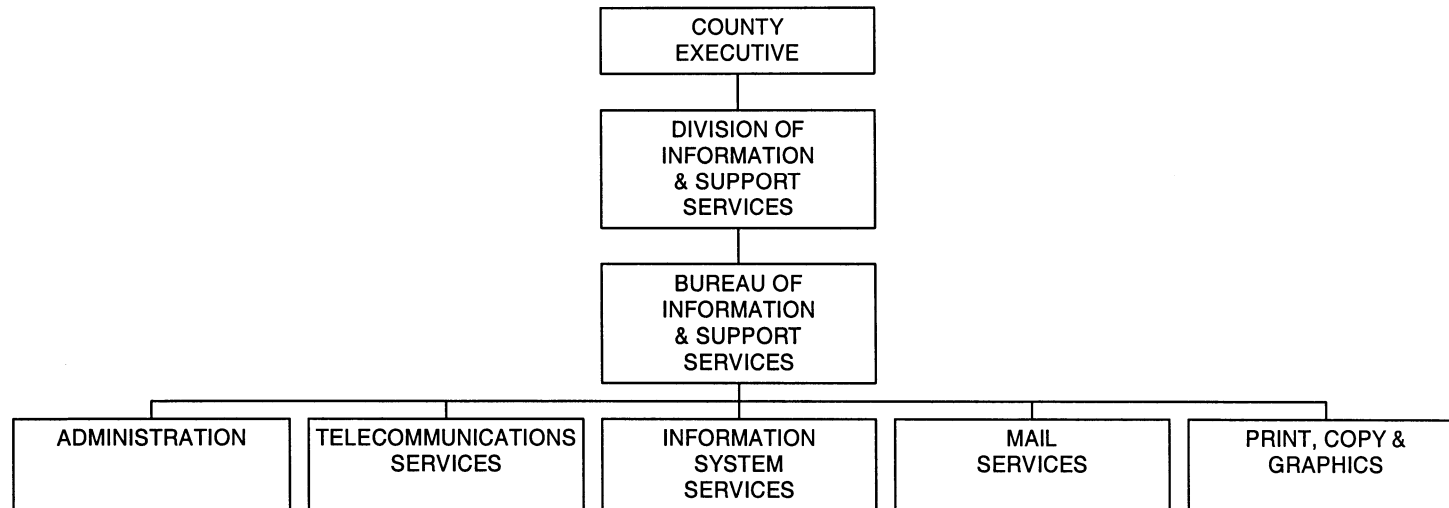 COUNTY
EXECUTIVE
DIVISION OF
INFORMATION
& SUPPORT
SERVICES
BUREAU OF
INFORMATION
& SUPPORT
SERVICES
ADMINISTRATION
TELECOMMUNICATIONS
SERVICES
INFORMATION
SYSTEM
SERVICES
MAIL
SERVICES
PRINT, COPY &
GRAPHICS